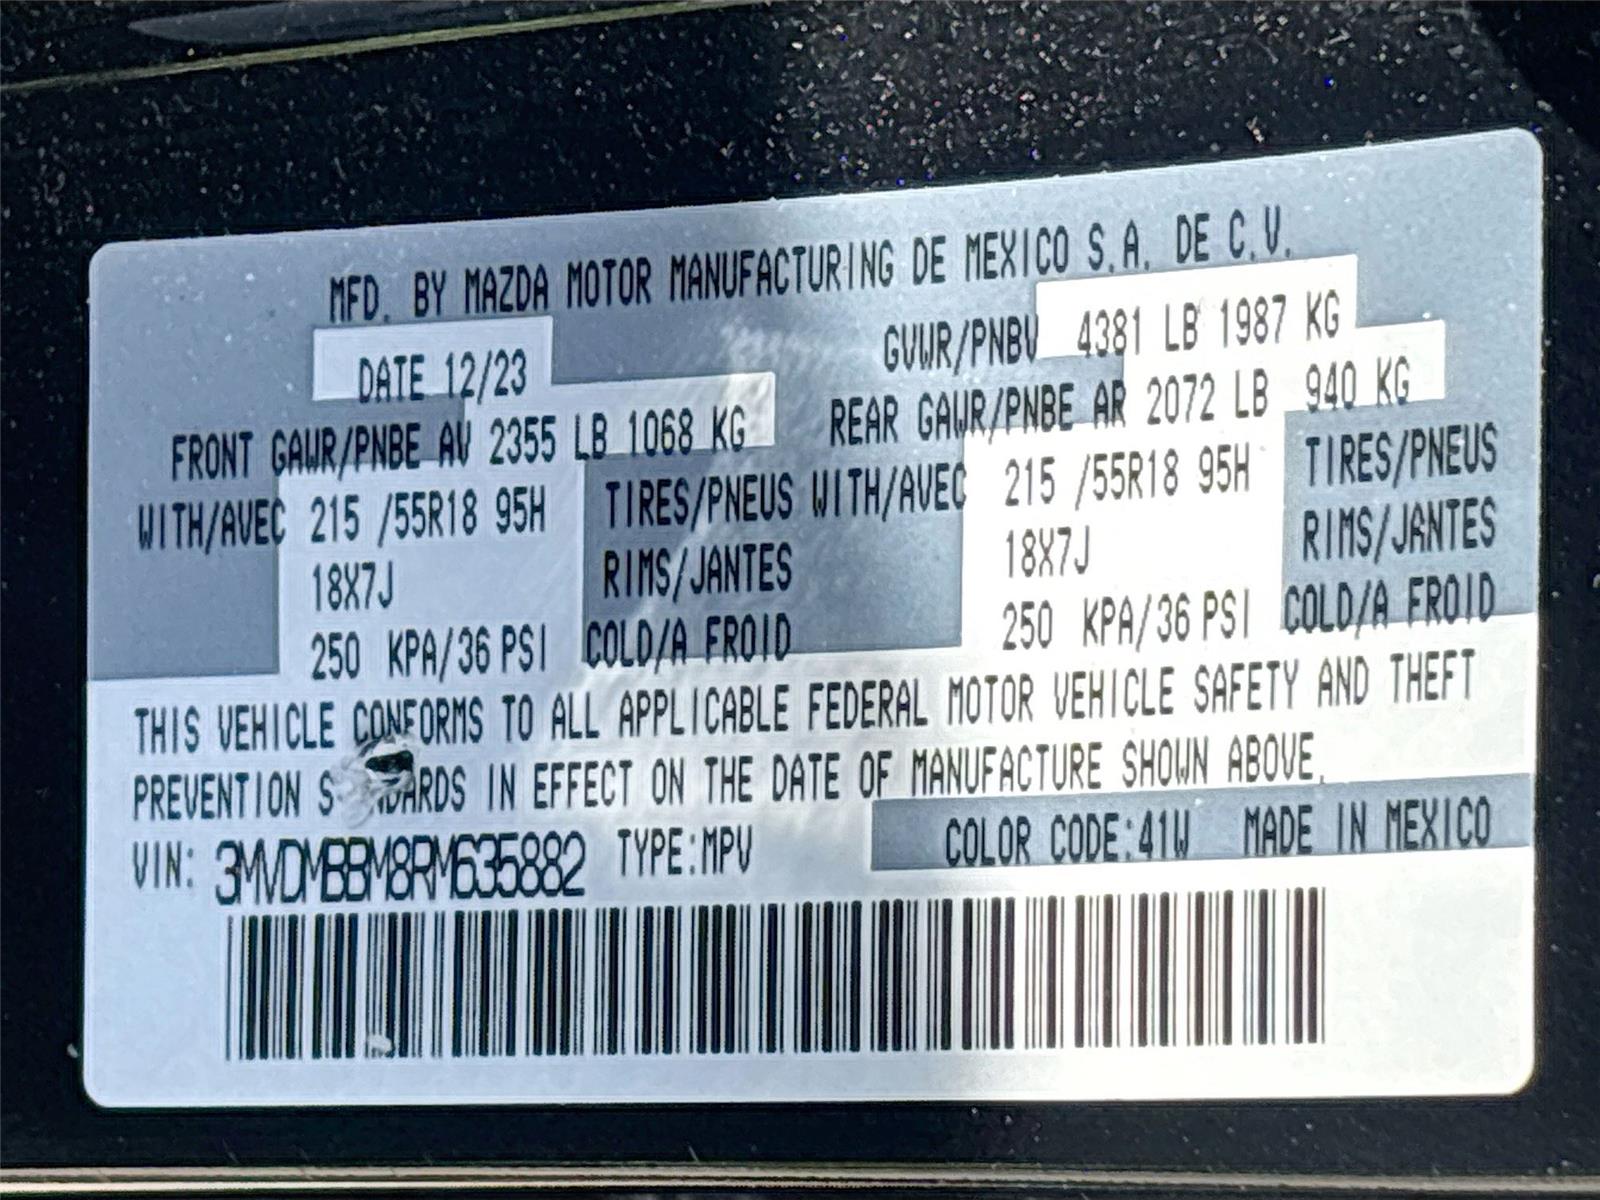 MFD. BY MAZDA MOTOR MANUFACTURING DE MEXICO S.A. DE C.V.
DATE 12/23 GVWR/PNBV 4381 LB 1987 KG
FRONT GAWR/PNBE AV 2355 LB 1068 KG REAR GAWR/PNBE AR 2072 LB 940 KG
WITH/AVEC 215 /55R18 95H TIRES/PNEUS WITH/AVEC 215 /55R18 95H TIRES/PNEUS
18X7J RIMS/JANTES 18X7J RIMS/JANTES
250 KPA/36 PSI COLD/A FROID 250 KPA/36 PSI COLD/A FROID
THIS VEHICLE CONFORMS TO ALL APPLICABLE FEDERAL MOTOR VEHICLE SAFETY AND THEFT
PREVENTION IN EFFECT ON THE DATE OF MANUFACTURE SHOWN ABOVE.
VIN: 3MVDMBBM8RM635882 TYPE:MPV COLOR CODE:41W MADE IN MEXICO